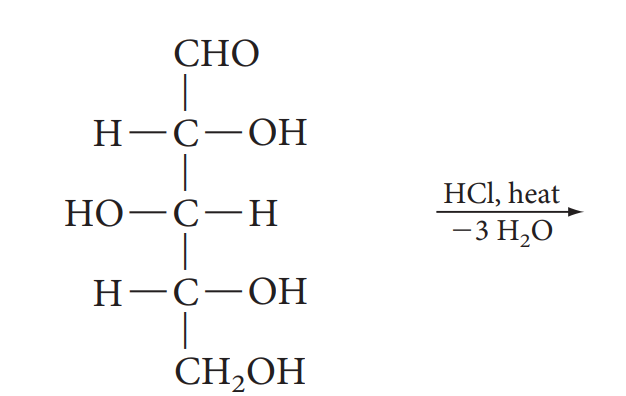 CHO
H—C—OH
HO—C—H
H—C—OH
CH₂OH
HCl, heat
−3 H₂O